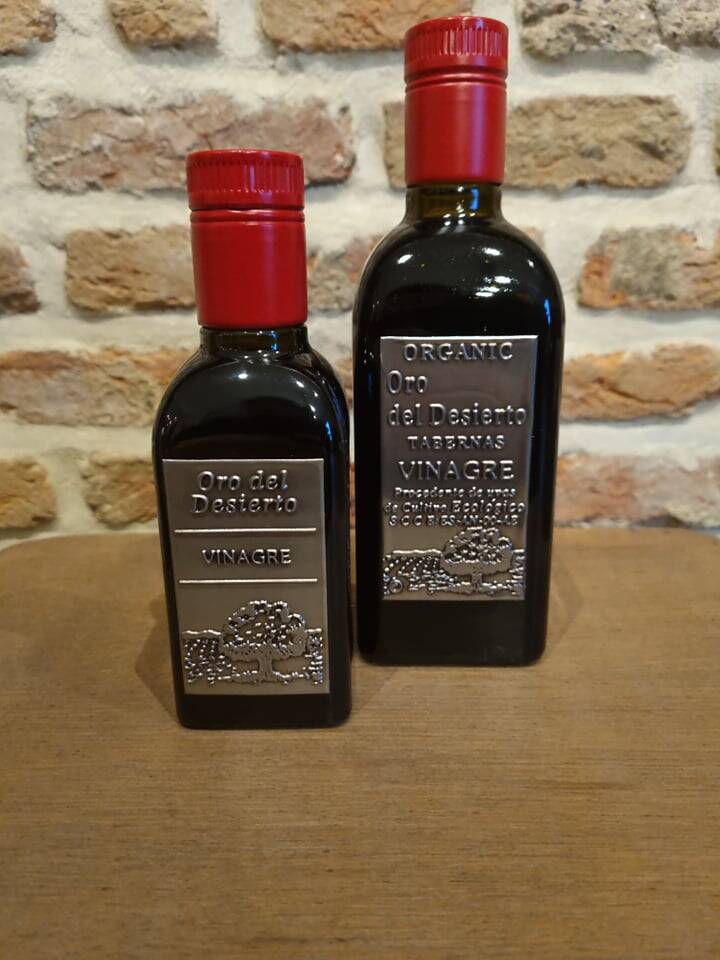 Oro del
Desierto
VINAGRE
ORGANIC
Oro
del Desierto
TABERNAS
VINAGRE
Procedente de uvas
de Cultivo Ecológico